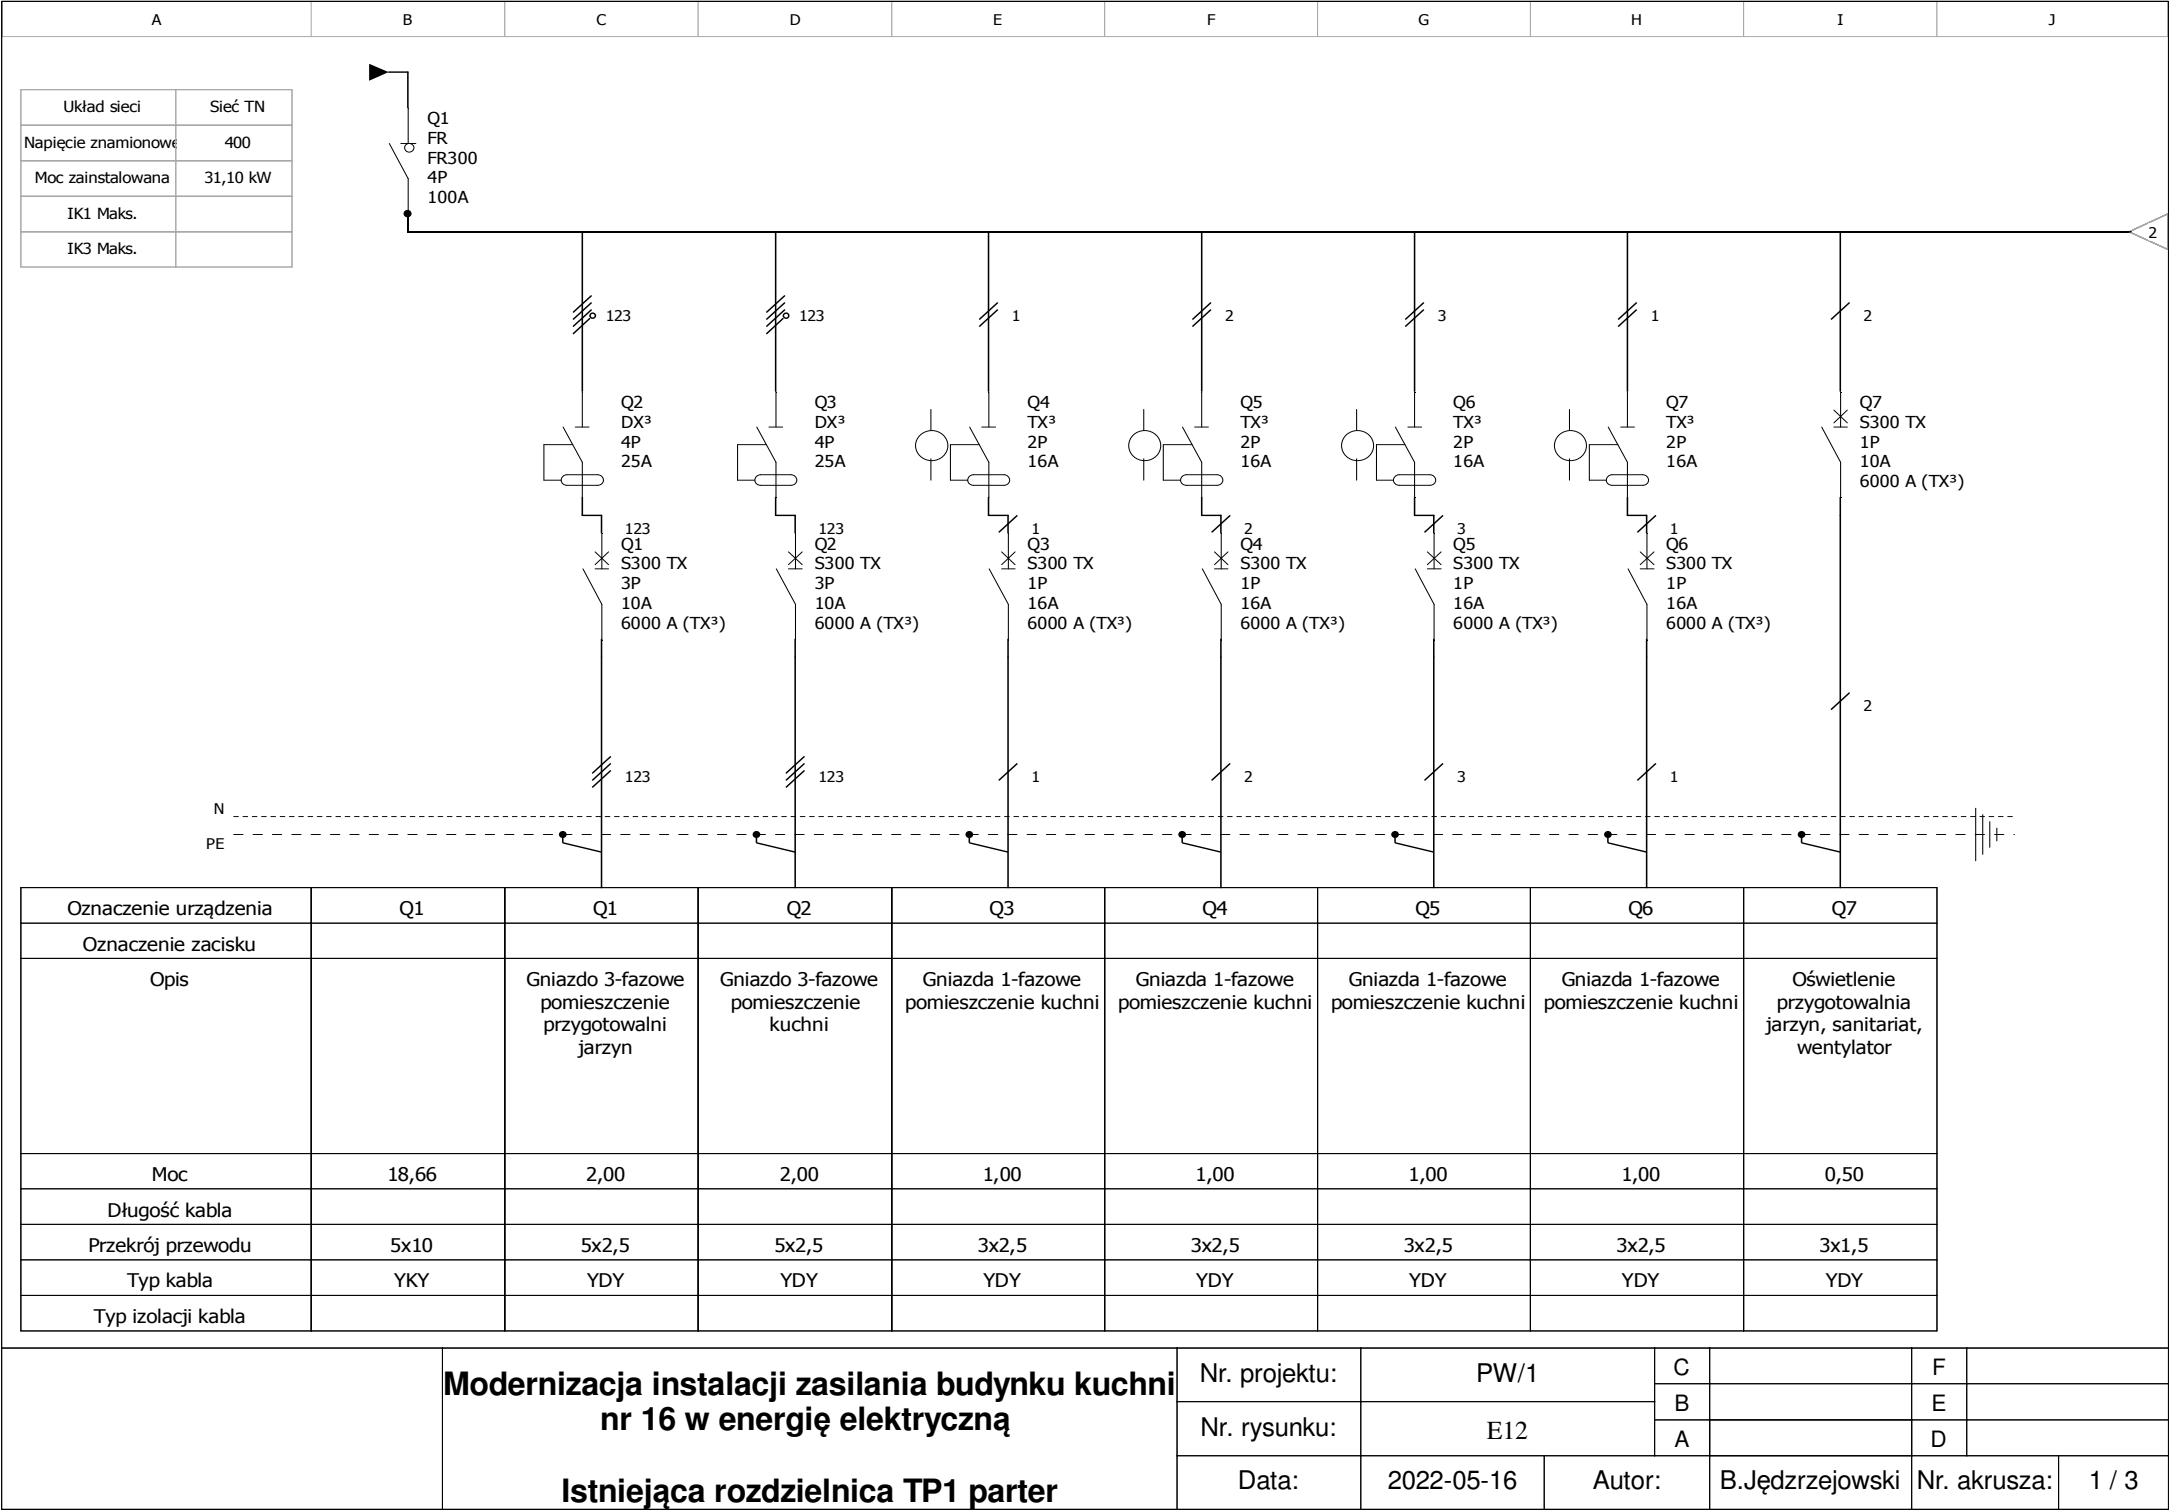 A B C D E F G H I J
Układ sieci Sieć TN
Napięcie znamionowe 400
Moc zainstalowana 31,10 kW
IK1 Maks.
IK3 Maks.
Q1
FR
FR300
4P
100A
2
123 123 1 2 3 1 2
Q2
DX³
4P
25A
Q3
DX³
4P
25A
Q4
TX³
2P
16A
Q5
TX³
2P
16A
Q6
TX³
2P
16A
Q7
TX³
2P
16A
Q7
S300 TX
1P
10A
6000 A (TX³)
123
Q1
S300 TX
3P
10A
6000 A (TX³)
123
Q2
S300 TX
3P
10A
6000 A (TX³)
1
Q3
S300 TX
1P
16A
6000 A (TX³)
2
Q4
S300 TX
1P
16A
6000 A (TX³)
3
Q5
S300 TX
1P
16A
6000 A (TX³)
1
Q6
S300 TX
1P
16A
6000 A (TX³)
2
123 123 1 2 3 1
N
PE
Oznaczenie urządzenia Q1 Q1 Q2 Q3 Q4 Q5 Q6 Q7
Oznaczenie zacisku
Opis
Gniazdo 3-fazowe
pomieszczenie
przygotowalni
jarzyn
Gniazdo 3-fazowe
pomieszczenie
kuchni
Gniazda 1-fazowe
pomieszczenie kuchni
Gniazda 1-fazowe
pomieszczenie kuchni
Gniazda 1-fazowe
pomieszczenie kuchni
Gniazda 1-fazowe
pomieszczenie kuchni
Oświetlenie
przygotowalnia
jarzyn, sanitariat,
wentylator
Moc 18,66 2,00 2,00 1,00 1,00 1,00 1,00 0,50
Długość kabla
Przekrój przewodu 5x10 5x2,5 5x2,5 3x2,5 3x2,5 3x2,5 3x2,5 3x1,5
Typ kabla YKY YDY YDY YDY YDY YDY YDY YDY
Typ izolacji kabla
Modernizacja instalacji zasilania budynku kuchni
nr 16 w energię elektryczną
Istniejąca rozdzielnica TP1 parter
Nr. projektu: PW/1
Nr. rysunku: E12
C F
B E
A D
Data: 2022-05-16 Autor: B.Jędzrzejowski Nr. akrusza: 1 / 3